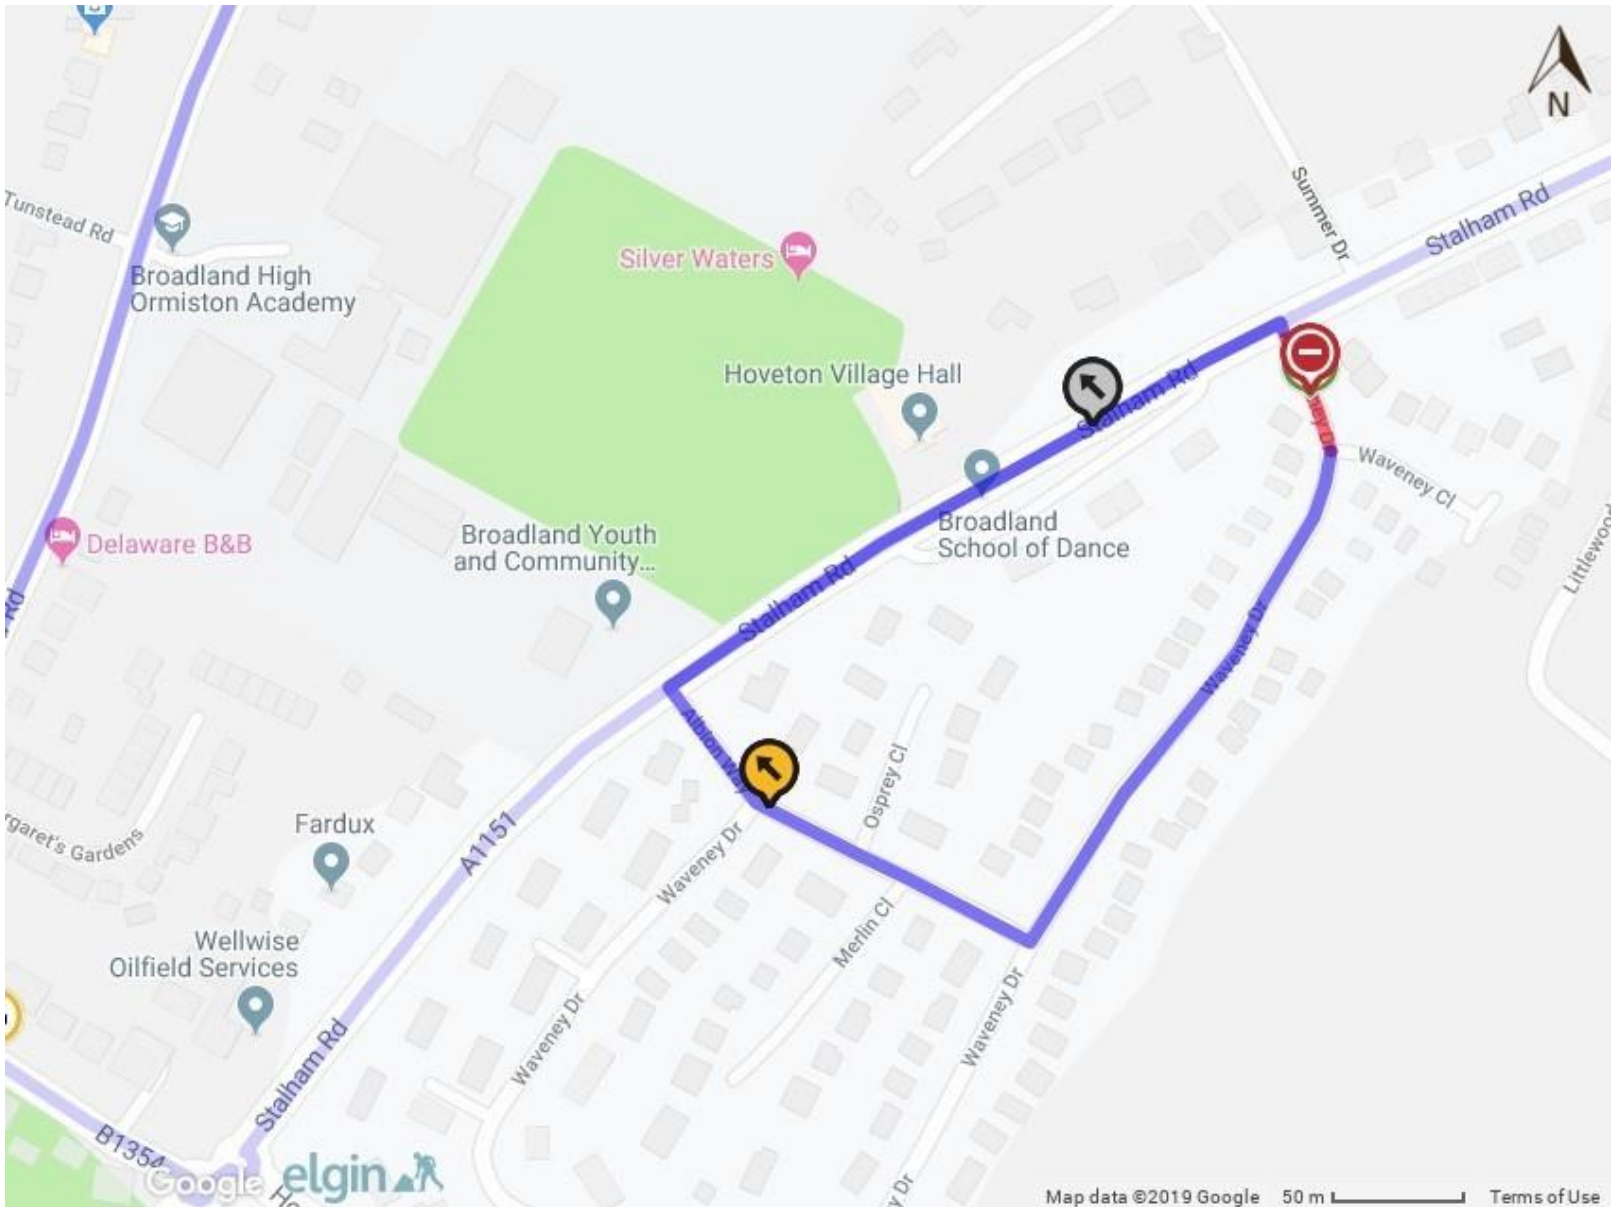 N
Tunstead Rd
Broadland High
Ormiston Academy
Silver Waters
Summer Dr
Stalham Rd
Hoveton Village Hall
Stalham Rd
Waveney Cl
Delaware B&B
Broadland Youth
and Community...
Broadland
School of Dance
Stalham Rd
Littlewood
Rd
Waveney Dr
Albion Way
Osprey Cl
A1151
Fardux
Waveney Dr
Merlin Cl
Wellwise
Oilfield Services
Waveney Dr
Waveney Dr
Stalham Rd
B1354
Google
elgin
Map data ©2019 Google
50 m
Terms of Use